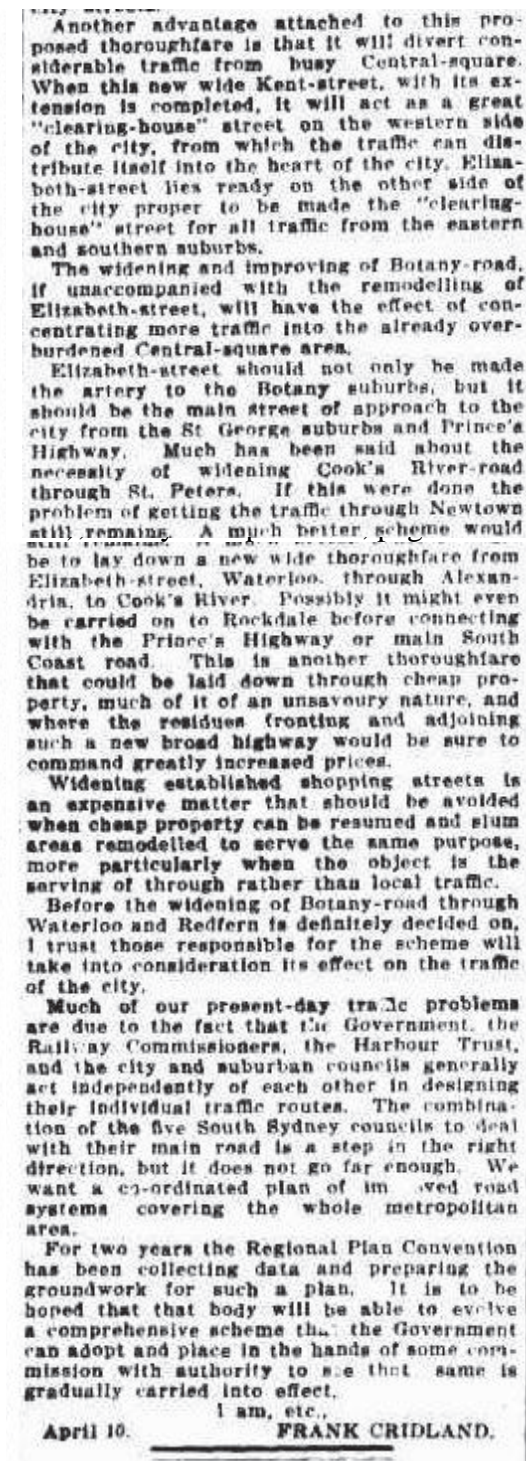 Another advantage attached to this pro-
posed thoroughfare is that it will divert con-
siderable traffic from busy Central-square.
When this new wide Kent-street, with its ex-
tension is completed, it will act as a great
"clearing-house" street on the western side
of the city, from which the traffic can dis-
tribute itself into the heart of the city. Eliza-
beth-street lies ready on the other side of
the city proper to be made the "clearing-
house" street for all traffic from the eastern
and southern suburbs.
The widening and improving of Botany-road,
if unaccompanied with the remodelling of
Elizabeth-street, will have the effect of con-
centrating more traffic into the already over-
burdened Central-square area.
Elizabeth-street should not only be made
the artery to the Botany suburbs, but it
should be the main street of approach to the
city from the St George suburbs and Prince's
Highway. Much has been said about the
necessity of widening Cook's River-road
through St. Peters. If this were done the
problem of getting the traffic through Newtown
still remains. A much better scheme would
be to lay down a new wide thoroughfare from
Elizabeth-street, Waterloo, through Alexan-
dria, to Cook's River. Possibly it might even
be carried on to Rockdale before connecting
with the Prince's Highway or main South
Coast road. This is another thoroughfare
that could be laid down through cheap pro-
perty, much of it of an unsavoury nature, and
where the residues fronting and adjoining
such a new broad highway would be sure to
command greatly increased prices.
Widening established shopping streets is
an expensive matter that should be avoided
when cheap property can be resumed and slum
areas remodelled to serve the same purpose,
more particularly when the object is the
serving of through rather than local traffic.
Before the widening of Botany-road through
Waterloo and Redfern is definitely decided on,
I trust those responsible for the scheme will
take into consideration its effect on the traffic
of the city.
Much of our present-day traffic problems
are due to the fact that the Government, the
Railway Commissioners, the Harbour Trust,
and the city and suburban councils generally
act independently of each other in designing
their individual traffic routes. The combina-
tion of the five South Sydney councils to deal
with their main road is a step in the right
direction, but it does not go far enough. We
want a co-ordinated plan of road
systems covering the whole metropolitan
area.
For two years the Regional Plan Convention
has been collecting data and preparing the
groundwork for such a plan. It is to be
hoped that that body will be able to evolve
a comprehensive scheme that the Government
can adopt and place in the hands of some com-
mission with authority to see that same is
gradually carried into effect.
I am, etc.,
April 10. FRANK CRIDLAND.